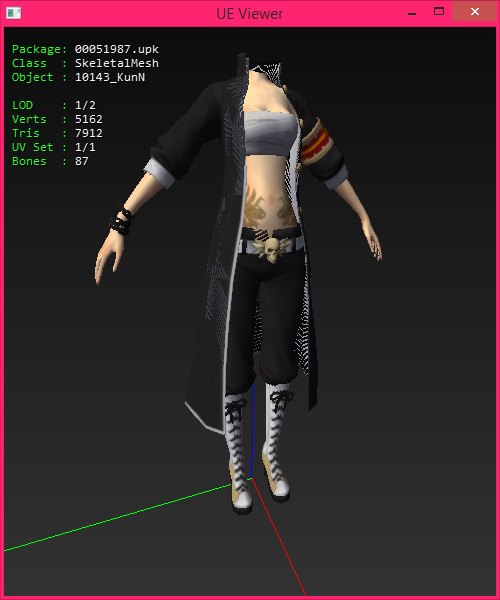 UE Viewer
Package: 00051987.upk
Class : SkeletalMesh
Object : 10143_KunN
LOD : 1/2
Verts : 5162
Tris : 7912
UV Set : 1/1
Bones : 87